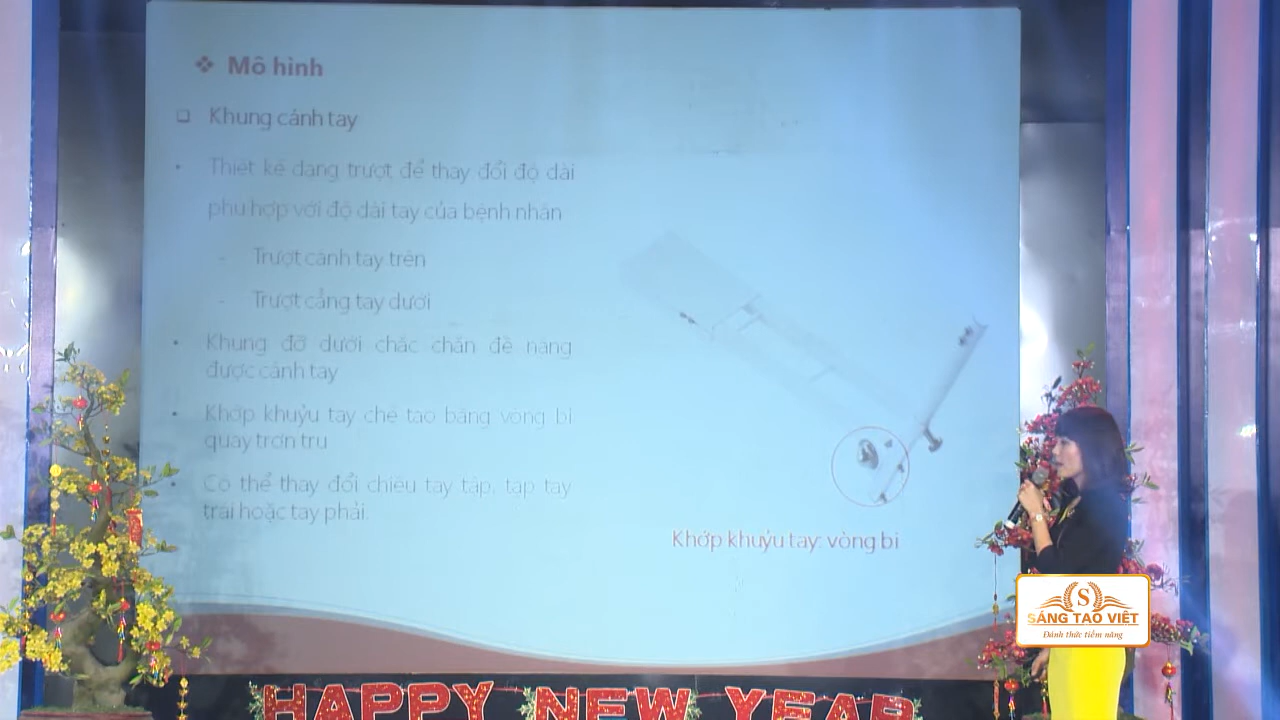 Mô hình
Khung cánh tay
Thiết kế dạng trượt để thay đổi độ dài
phù hợp với độ dài tay của bệnh nhân
- Trượt cánh tay trên
- Trượt cẳng tay dưới
Khung đỡ dưới chắc chắn để nâng
được cánh tay
Khớp khuỷu tay chế tạo bằng vòng bi
quay trơn tru
Có thể thay đổi chiều tay tập, tập tay
trái hoặc tay phải.
Khớp khuỷu tay: vòng bi
S
SÁNG TẠO VIỆT
Đánh thức tiềm năng
HAPPY NEW YEAR